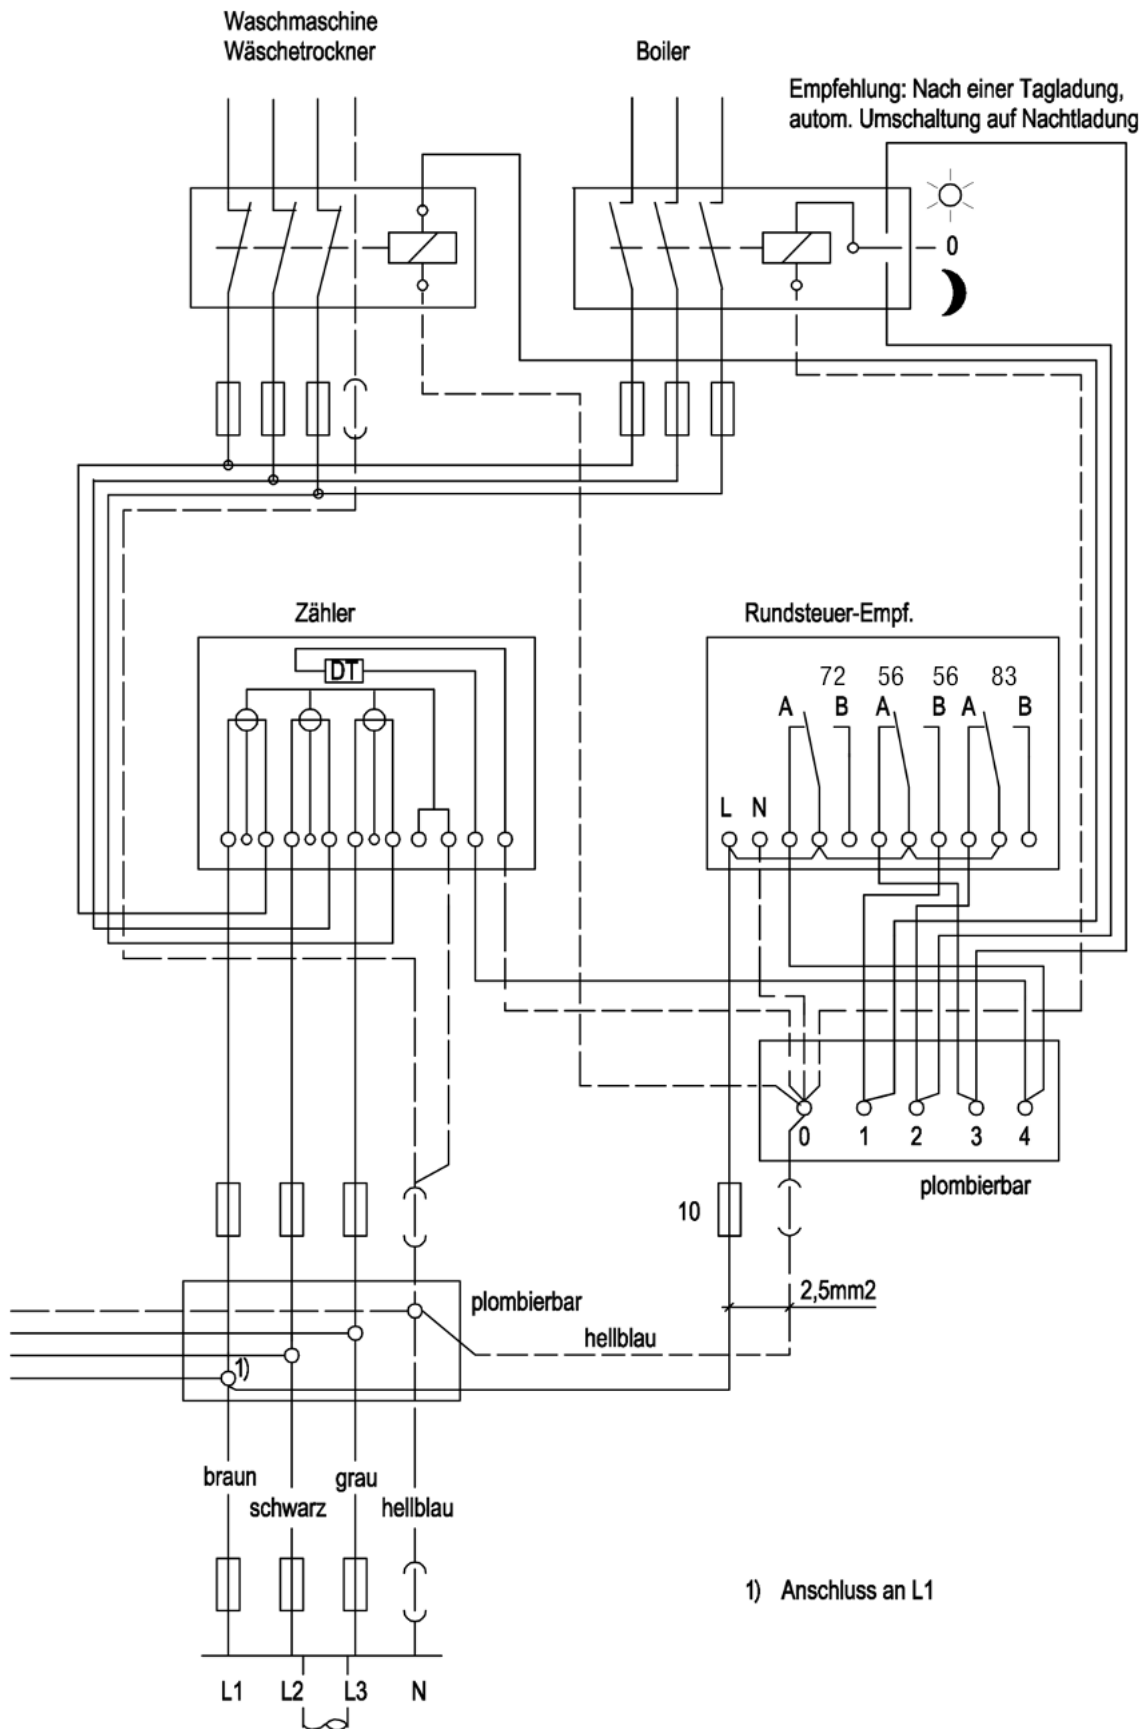 Waschmaschine
Wäschetrockner
Boiler
Empfehlung: Nach einer Tagladung,
autom. Umschaltung auf Nachtladung
0
Zähler
Rundsteuer-Empf.
DT
72 56 56 83
A B A B A B
L N
0 1 2 3 4
plombierbar
10
2,5mm2
plombierbar
hellblau
1)
braun grau
schwarz hellblau
1) Anschluss an L1
L1 L2 L3 N